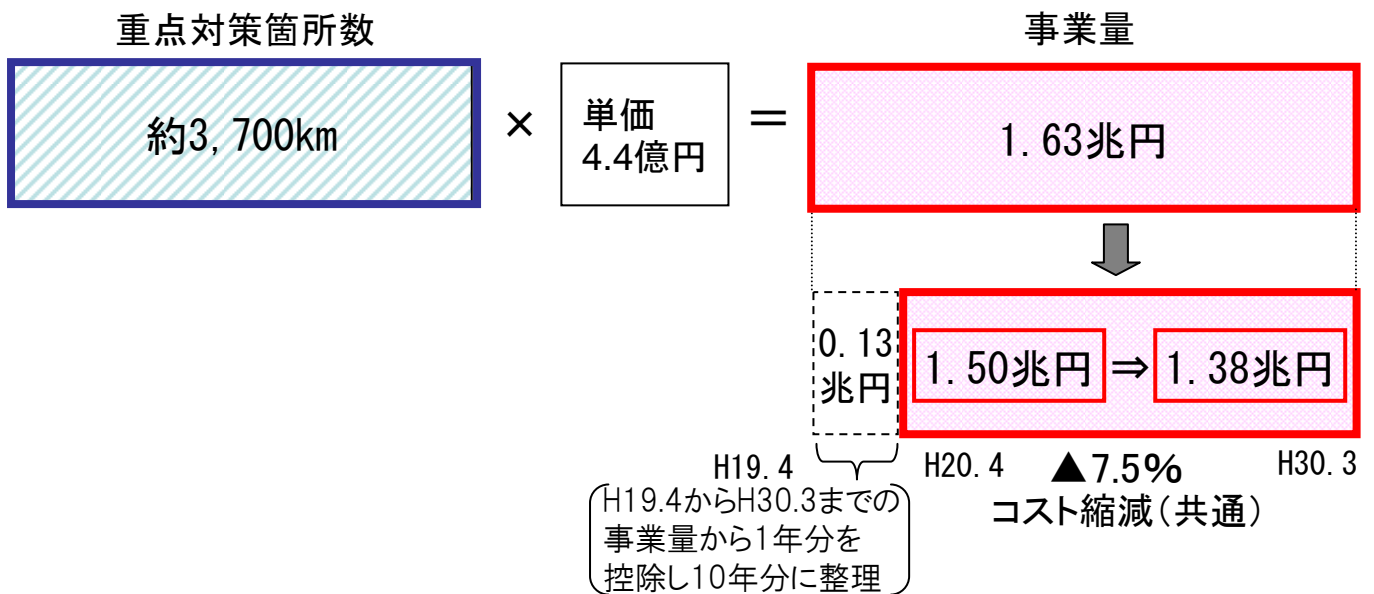 重点対策箇所数
約3,700km
×
単価
4.4億円
＝
事業量
1.63兆円
0.13
兆円
1.50兆円⇒1.38兆円
H19.4
H20.4
▲7.5%
H30.3
コスト縮減（共通）
H19.4からH30.3までの
事業量から1年分を
控除し10年分に整理